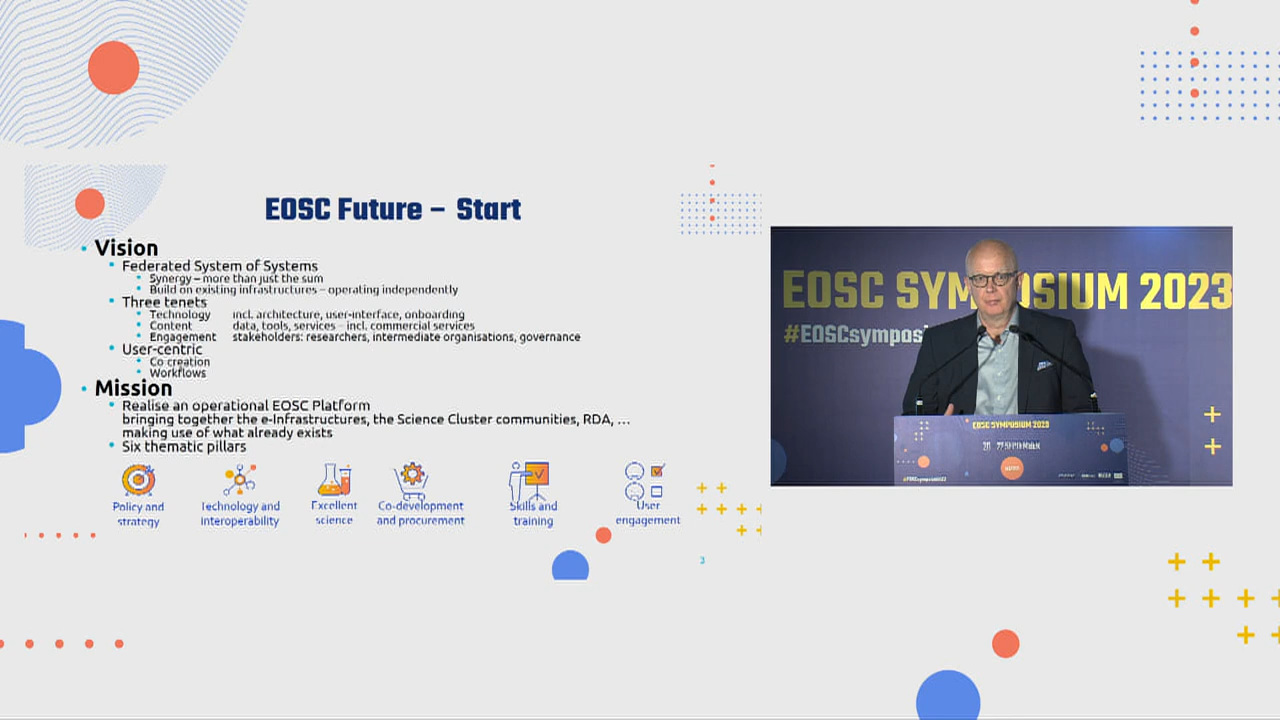 EOSC Future – Start
• Vision
• Federated System of Systems
• Synergy – more than just the sum
• Build on existing infrastructures – operating independently
• Three tenets
• Technology incl. architecture, user-interface, onboarding
• Content data, tools, services – incl. commercial services
• Engagement stakeholders: researchers, intermediate organisations, governance
• User-centric
• Co creation
• Workflows
• Mission
• Realise an operational EOSC Platform
bringing together the e-Infrastructures, the Science Cluster communities, RDA, ...
making use of what already exists
• Six thematic pillars
Policy and strategy
Technology and interoperability
Excellent science
Co-development and procurement
Skills and training
User engagement
3
EOSC SYMPOSIUM 2023
#EOSCsymposi
EOSC SYMPOSIUM 2023